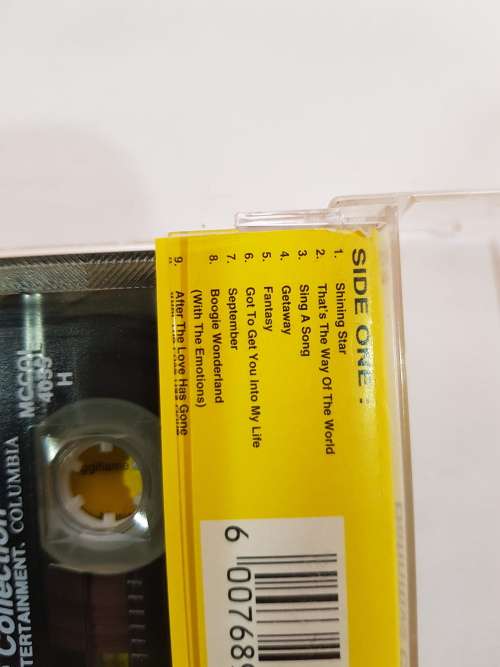 SIDE ONE:
1. Shining Star
2. That's The Way Of The World
3. Sing A Song
4. Getaway
5. Fantasy
6. Got To Get You Into My Life
7. September
8. Boogie Wonderland
(With The Emotions)
9. After The Love Has Gone
6 007689
MCCOL
4033
H
COLUMBIA
Collection
TERTAINMENT.